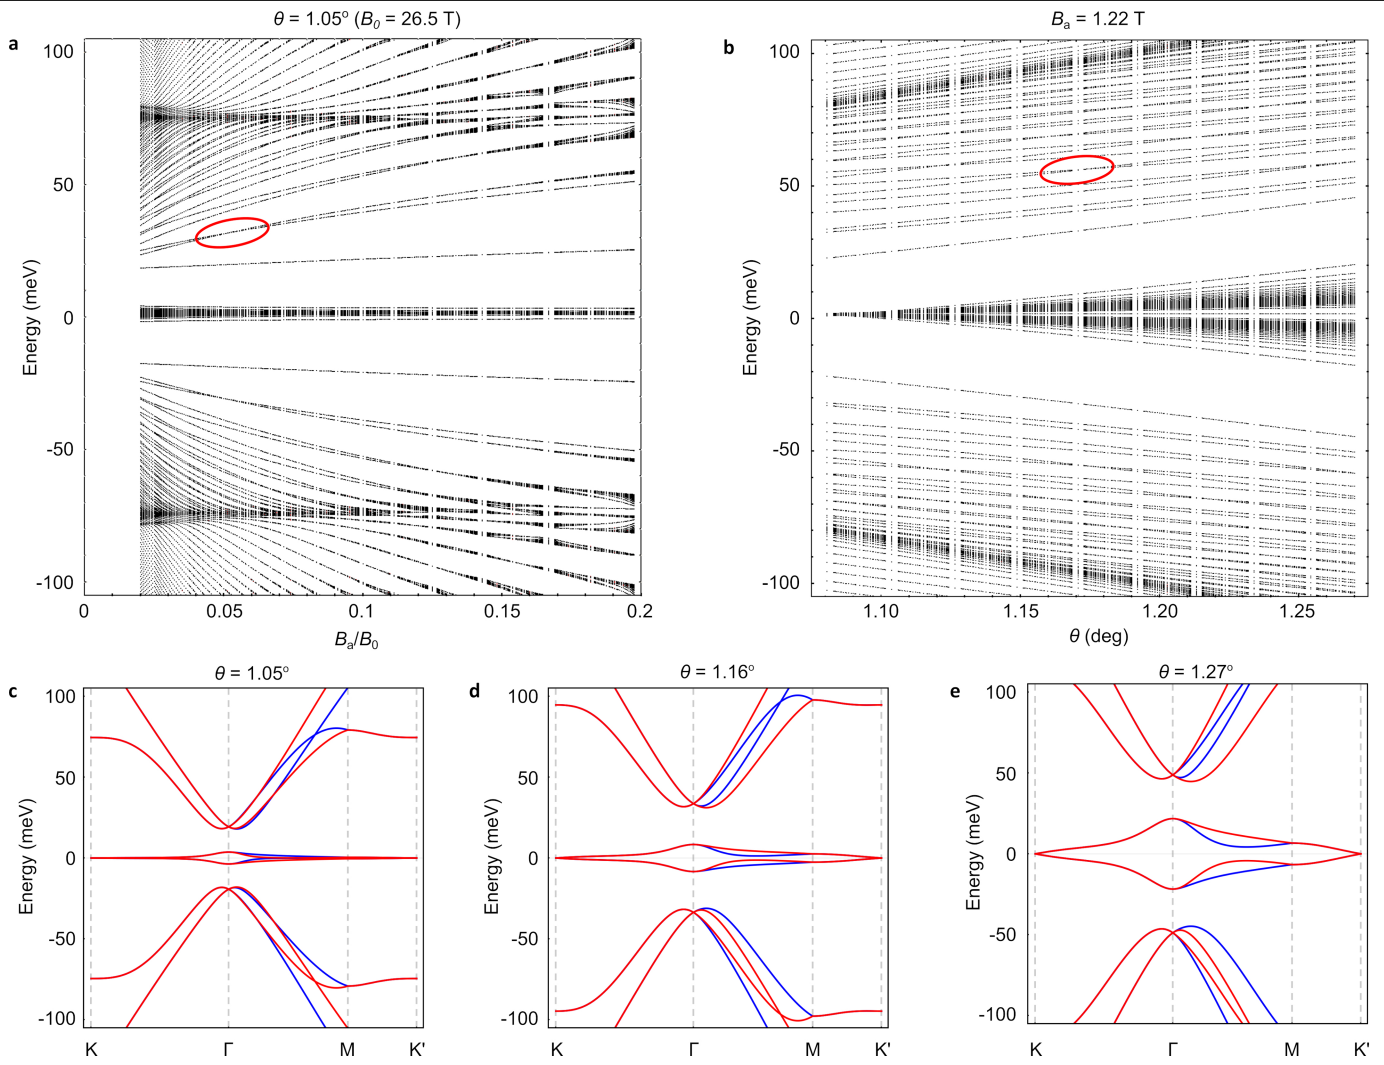 θ = 1.05° (B₀ = 26.5 T)
Bₐ = 1.22 T
a
b
100
50
0
-50
-100
Energy (meV)
0
0.05
0.1
0.15
0.2
Bₐ/B₀
100
50
0
-50
-100
Energy (meV)
1.10
1.15
1.20
1.25
θ (deg)
c
θ = 1.05°
100
50
0
-50
-100
Energy (meV)
K
Γ
M
K'
d
θ = 1.16°
100
50
0
-50
-100
Energy (meV)
K
Γ
M
K'
e
θ = 1.27°
100
50
0
-50
-100
Energy (meV)
K
Γ
M
K'